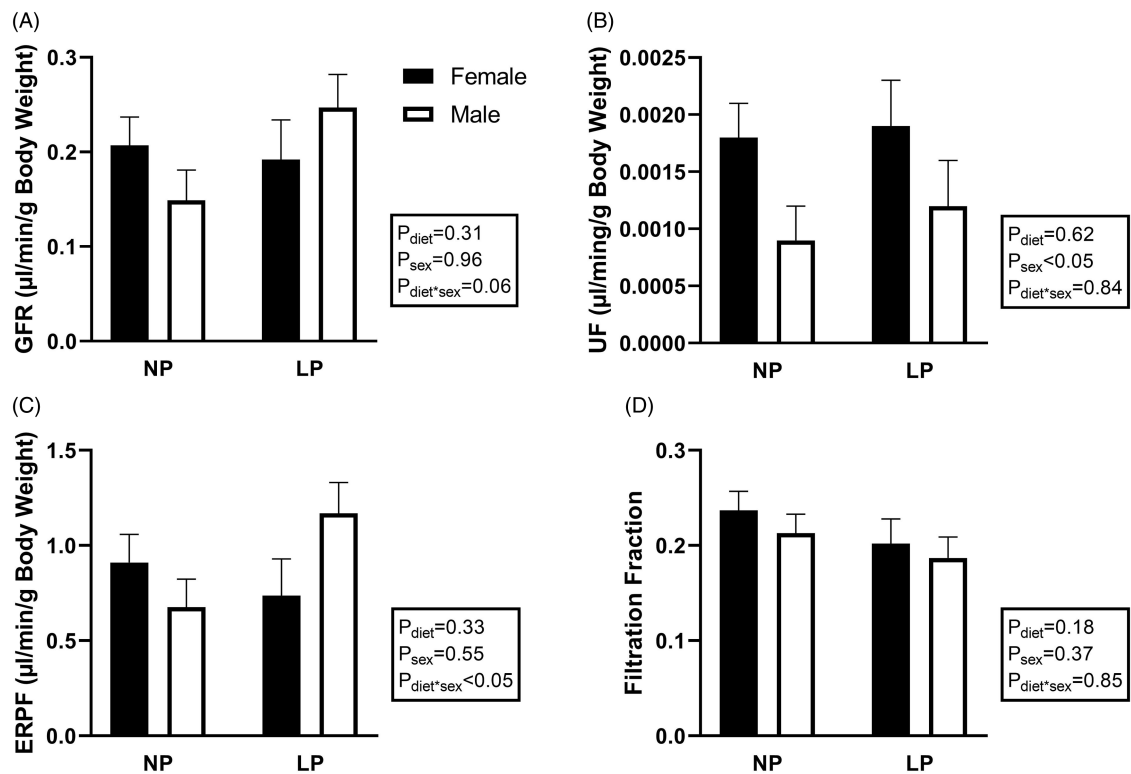 (A)
GFR (µl/min/g Body Weight)
0.3
0.2
0.1
0.0
NP
LP
Female
Male
Pdiet=0.31
Psex=0.96
Pdiet*sex=0.06
(B)
UF (µl/ming/g Body Weight)
0.0025
0.0020
0.0015
0.0010
0.0005
0.0000
NP
LP
Pdiet=0.62
Psex<0.05
Pdiet*sex=0.84
(C)
ERPF (µl/min/g Body Weight)
1.5
1.0
0.5
0.0
NP
LP
Pdiet=0.33
Psex=0.55
Pdiet*sex<0.05
(D)
Filtration Fraction
0.3
0.2
0.1
0.0
NP
LP
Pdiet=0.18
Psex=0.37
Pdiet*sex=0.85